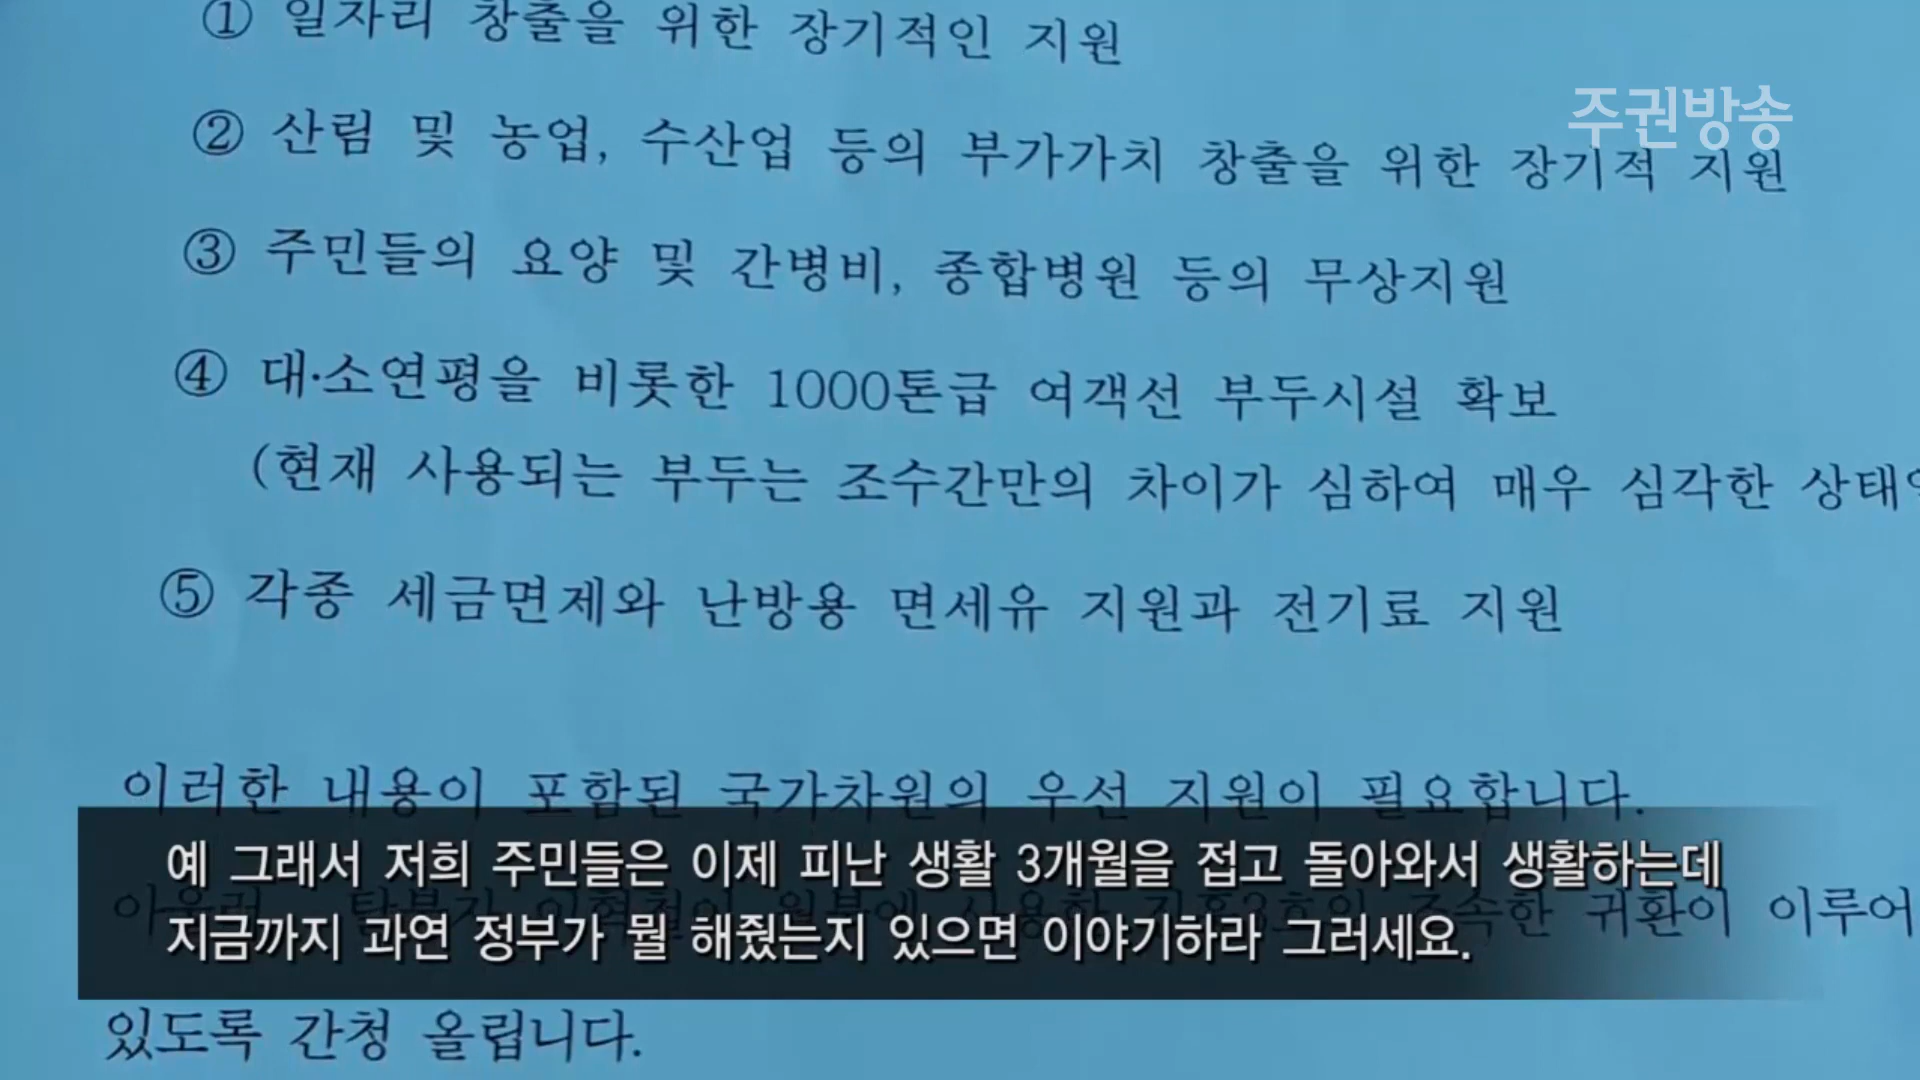 ① 일자리 창출을 위한 장기적인 지원
주권방송
② 산림 및 농업, 수산업 등의 부가가치 창출을 위한 장기적 지원
③ 주민들의 요양 및 간병비, 종합병원 등의 무상지원
④ 대·소연평을 비롯한 1000톤급 여객선 부두시설 확보
(현재 사용되는 부두는 조수간만의 차이가 심하여 매우 심각한 상태
⑤ 각종 세금면제와 난방용 면세유 지원과 전기료 지원
이러한 내용이 포함된 국가차원의 우선 지원이 필요합니다.
귀환이 이루어
예 그래서 저희 주민들은 이제 피난 생활 3개월을 접고 돌아와서 생활하는데
지금까지 과연 정부가 뭘 해줬는지 있으면 이야기하라 그러세요.
있도록 간청 올립니다.